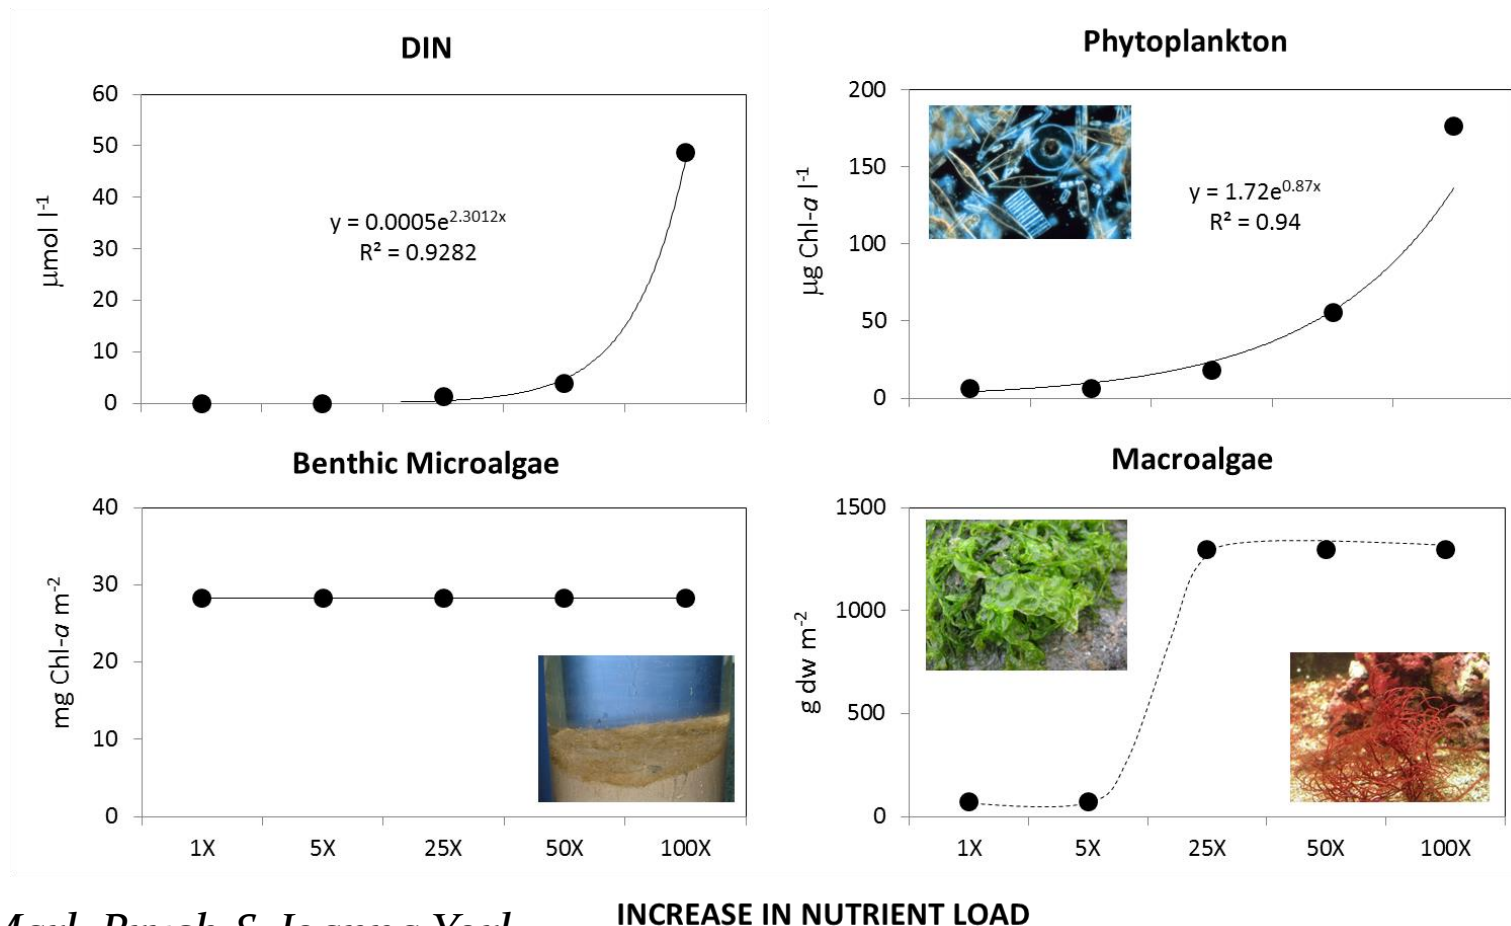 DIN
60
50
40
30
20
10
0
μmol l⁻¹
y = 0.0005e²·³⁰¹²ˣ
R² = 0.9282
Phytoplankton
200
150
100
50
0
μg Chl-a l⁻¹
y = 1.72e⁰·⁸⁷ˣ
R² = 0.94
Benthic Microalgae
40
30
20
10
0
mg Chl-a m⁻²
1X 5X 25X 50X 100X
Macroalgae
1500
1000
500
0
g dw m⁻²
1X 5X 25X 50X 100X
INCREASE IN NUTRIENT LOAD